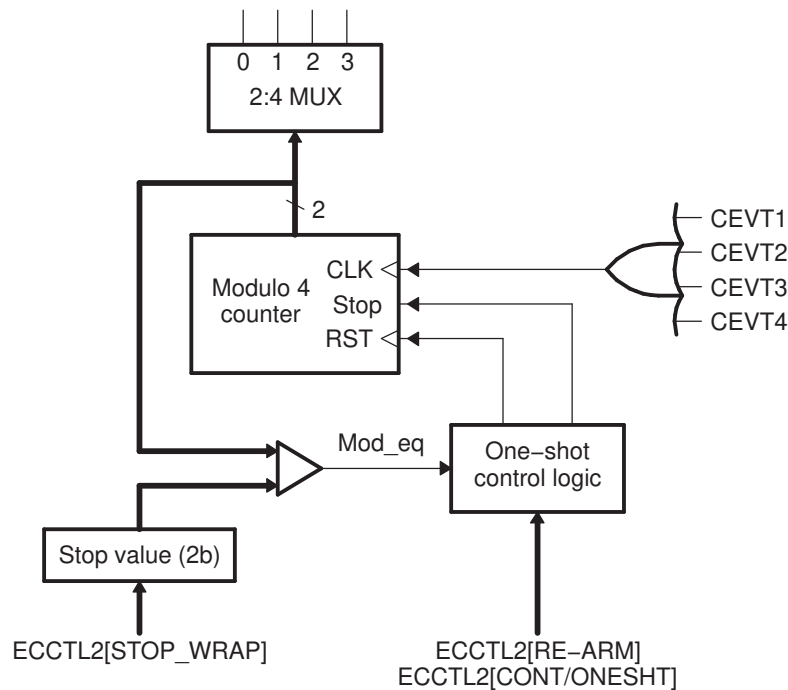 0 1 2 3
2:4 MUX
2
CEVT1
CEVT2
CEVT3
CEVT4
CLK
Modulo 4
counter
Stop
RST
Mod_eq
One−shot
control logic
Stop value (2b)
ECCTL2[STOP_WRAP]
ECCTL2[RE−ARM]
ECCTL2[CONT/ONESHT]